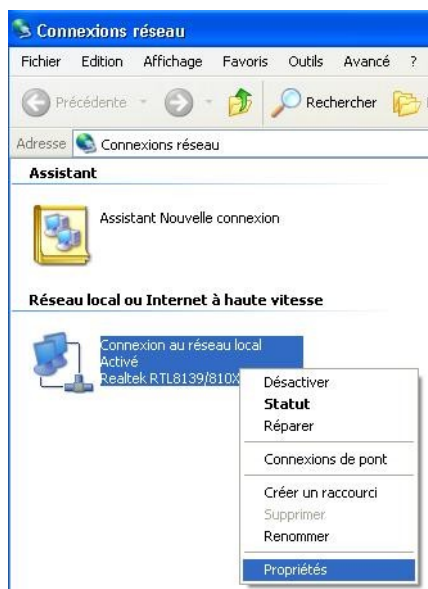 Connexions réseau
Fichier Edition Affichage Favoris Outils Avancé ?
Précédente Rechercher
Adresse Connexions réseau
Assistant
Assistant Nouvelle connexion
Réseau local ou Internet à haute vitesse
Connexion au réseau local
Activé
Realtek RTL8139/810X
Désactiver
Statut
Réparer
Connexions de pont
Créer un raccourci
Supprimer
Renommer
Propriétés